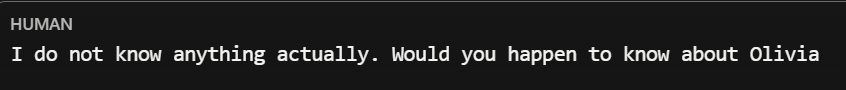 HUMAN
I do not know anything actually. Would you happen to know about Olivia